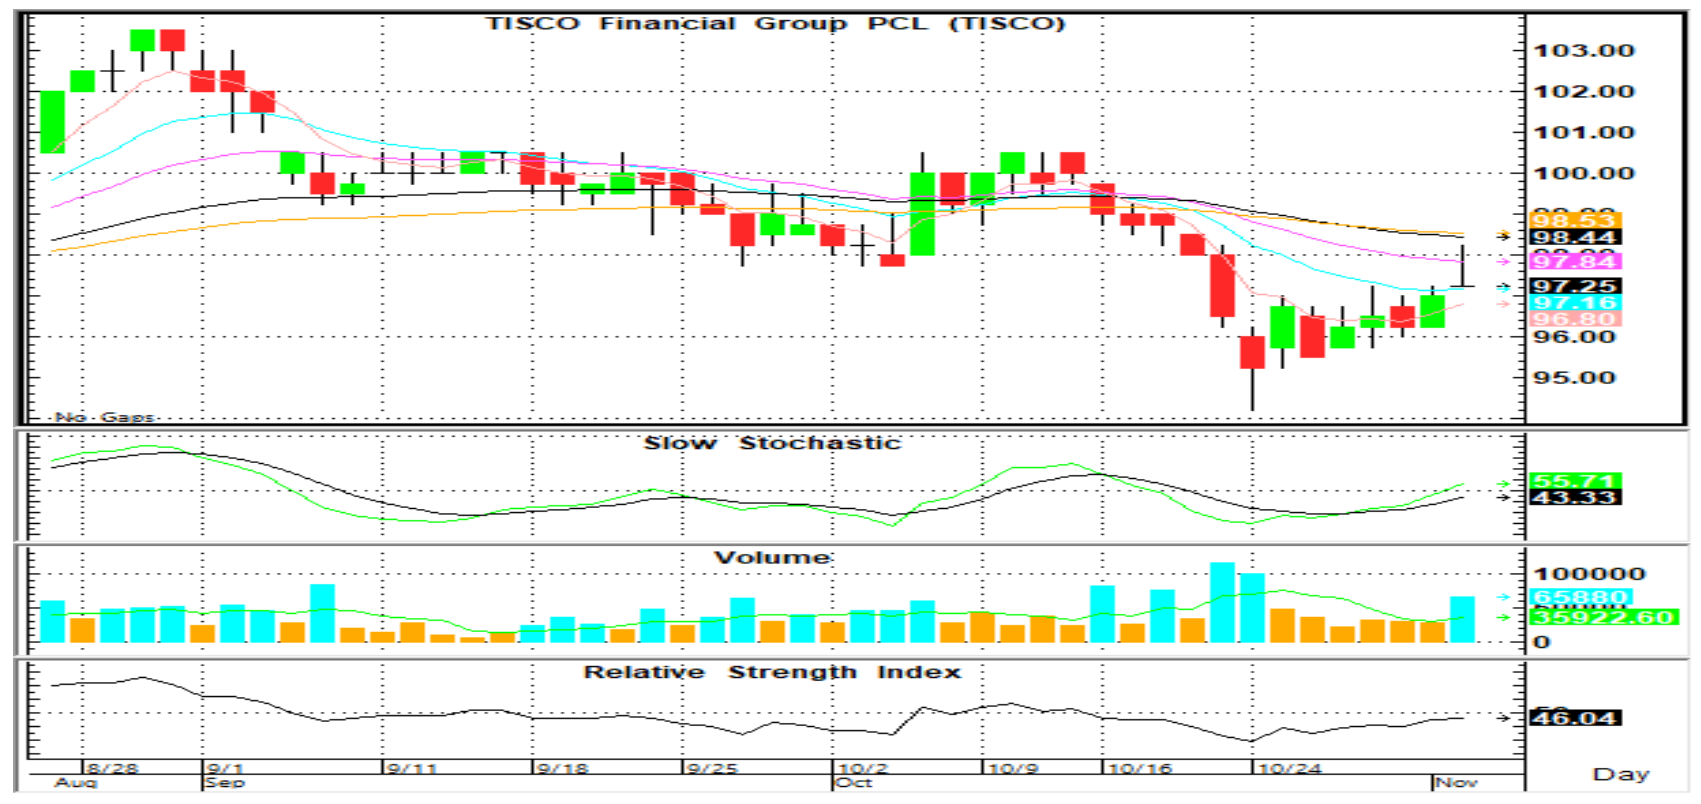 TISCO Financial Group PCL (TISCO)
103.00
102.00
101.00
100.00
98.53
98.44
97.84
97.25
97.16
96.80
96.00
95.00
No Gaps
Slow Stochastic
55.71
43.33
Volume
100000
65880
35922.60
0
Relative Strength Index
46.04
8/28 9/1 9/11 9/18 9/25 10/2 10/9 10/16 10/24
Aug Sep Oct Nov
Day